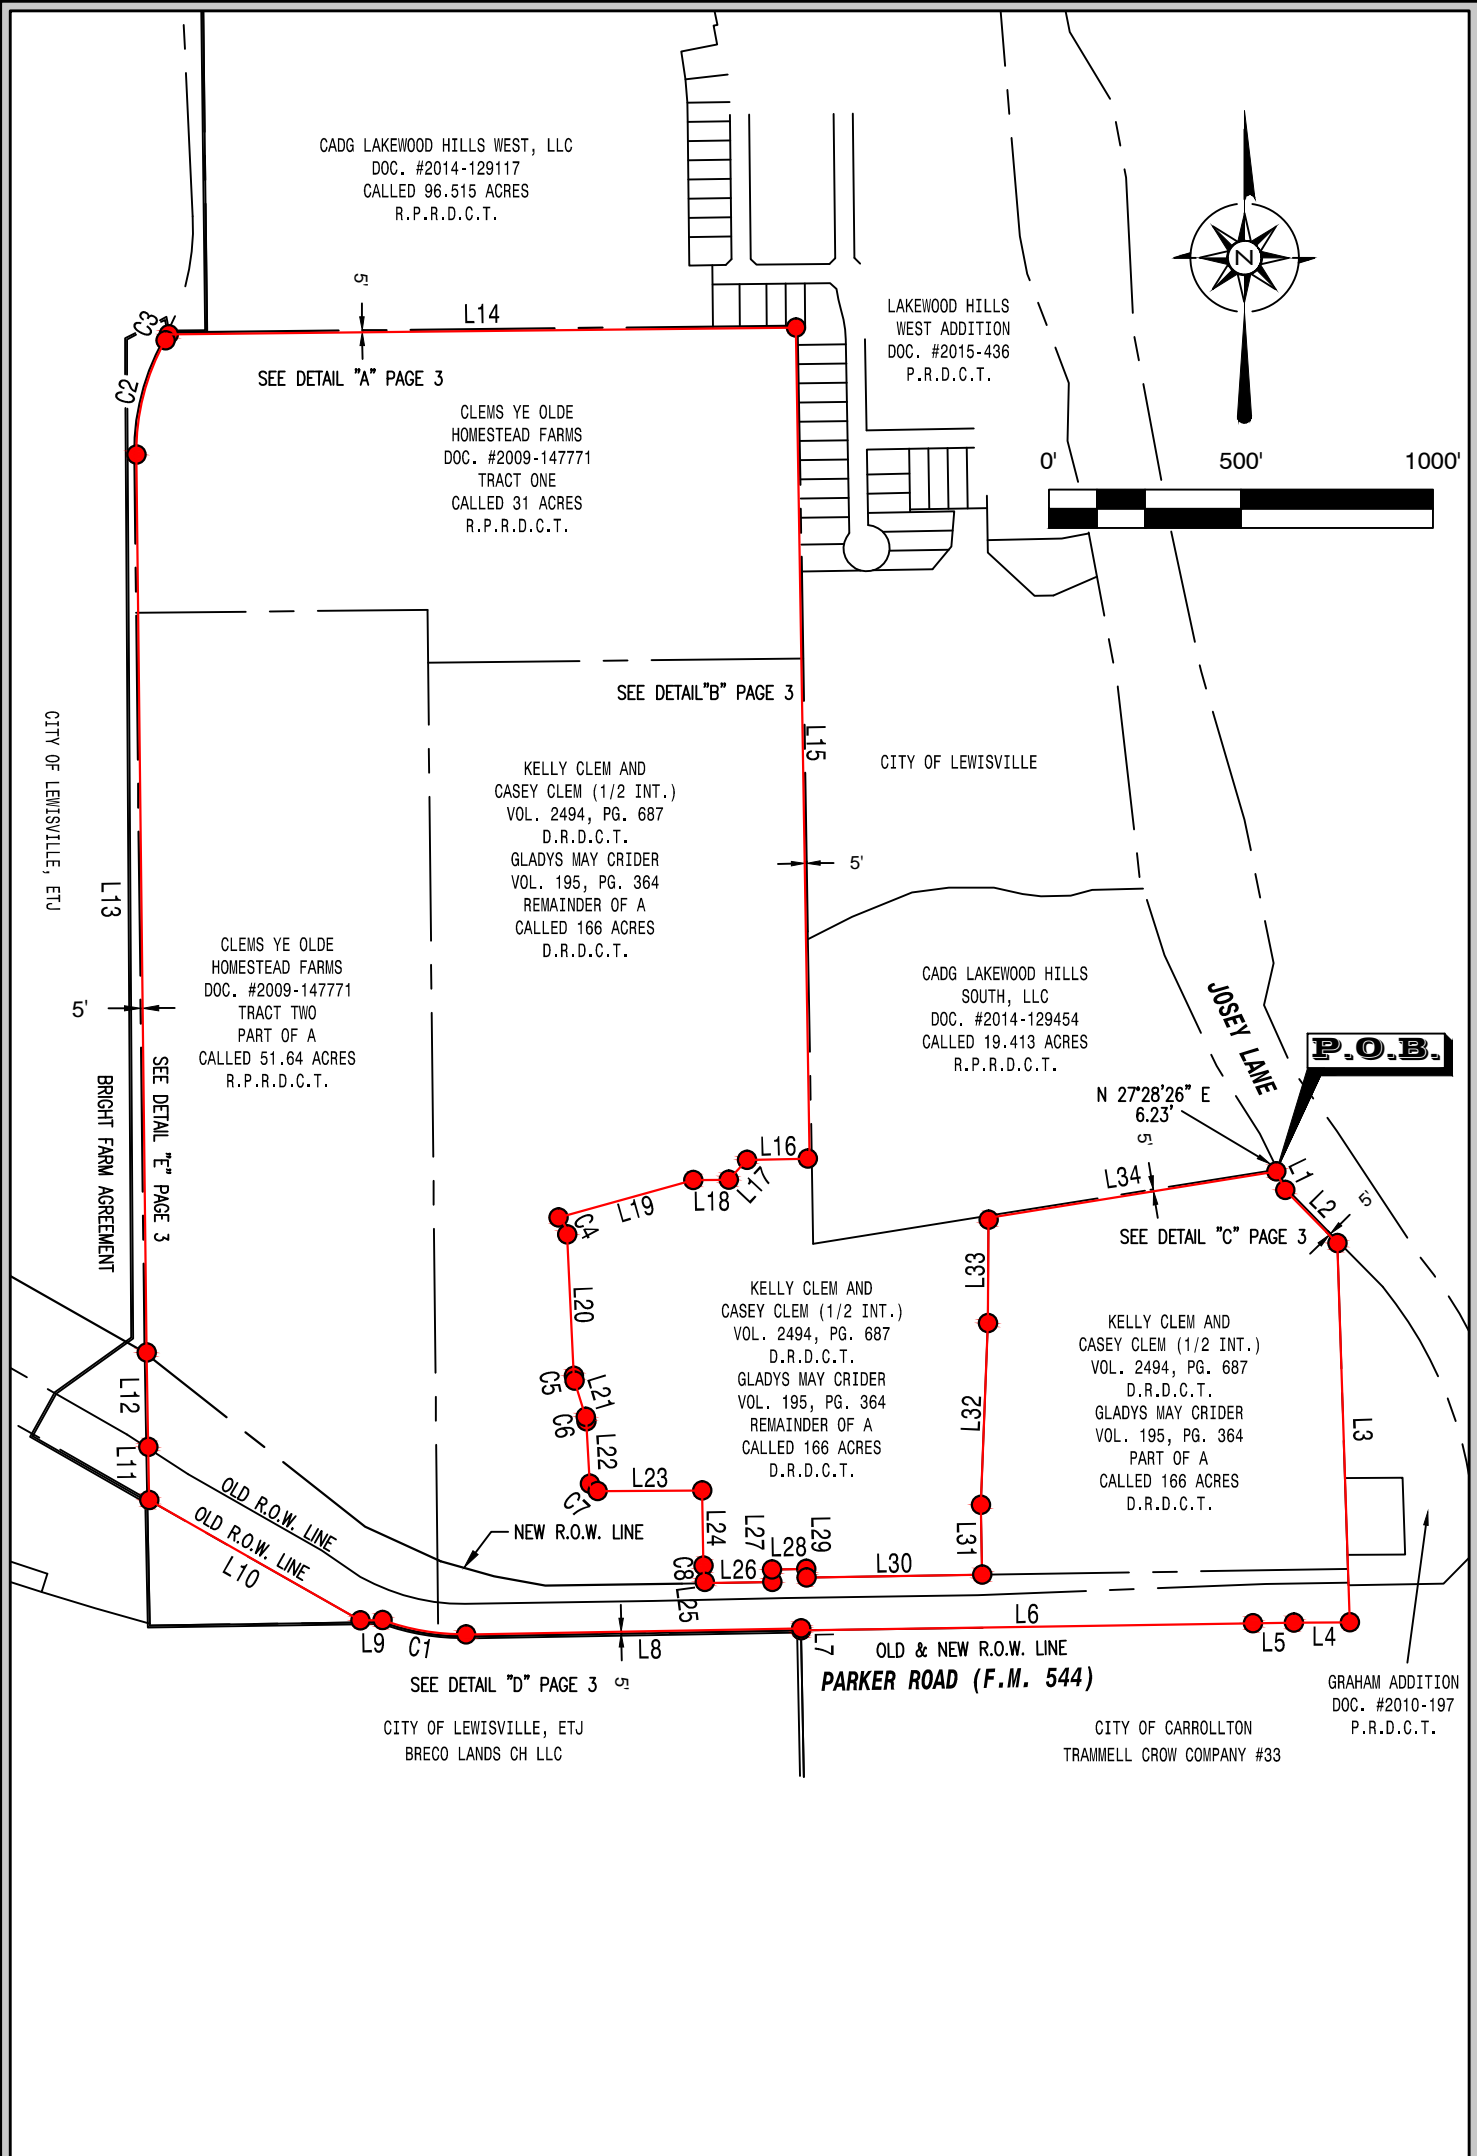 CADG LAKEWOOD HILLS WEST, LLC
DOC. #2014-129117
CALLED 96.515 ACRES
R.P.R.D.C.T.
N
5'
C3
L14
LAKEWOOD HILLS
WEST ADDITION
DOC. #2015-436
P.R.D.C.T.
SEE DETAIL "A" PAGE 3
C2
CLEMS YE OLDE
HOMESTEAD FARMS
DOC. #2009-147771
TRACT ONE
CALLED 31 ACRES
R.P.R.D.C.T.
0' 500' 1000'
SEE DETAIL"B" PAGE 3
L15
CITY OF LEWISVILLE, ETJ
KELLY CLEM AND
CASEY CLEM (1/2 INT.)
VOL. 2494, PG. 687
D.R.D.C.T.
GLADYS MAY CRIDER
VOL. 195, PG. 364
REMAINDER OF A
CALLED 166 ACRES
D.R.D.C.T.
CITY OF LEWISVILLE
5'
L13
CLEMS YE OLDE
HOMESTEAD FARMS
DOC. #2009-147771
TRACT TWO
PART OF A
CALLED 51.64 ACRES
R.P.R.D.C.T.
5'
CADG LAKEWOOD HILLS
SOUTH, LLC
DOC. #2014-129454
CALLED 19.413 ACRES
R.P.R.D.C.T.
JOSEY LANE
P.O.B.
SEE DETAIL "E" PAGE 3
BRIGHT FARM AGREEMENT
N 27°28'26" E
6.23'
5'
L16
L17
L18
L19
C4
L34
L1
L2
5'
SEE DETAIL "C" PAGE 3
L33
L20
KELLY CLEM AND
CASEY CLEM (1/2 INT.)
VOL. 2494, PG. 687
D.R.D.C.T.
GLADYS MAY CRIDER
VOL. 195, PG. 364
REMAINDER OF A
CALLED 166 ACRES
D.R.D.C.T.
KELLY CLEM AND
CASEY CLEM (1/2 INT.)
VOL. 2494, PG. 687
D.R.D.C.T.
GLADYS MAY CRIDER
VOL. 195, PG. 364
PART OF A
CALLED 166 ACRES
D.R.D.C.T.
C5
L21
C6
L22
L32
L3
L12
L11
OLD R.O.W. LINE
OLD R.O.W. LINE
L10
C7
L23
NEW R.O.W. LINE
L24
C8
L25
L26
L27
L28
L29
L30
L31
L9
C1
L8
L7
L6
L5
L4
OLD & NEW R.O.W. LINE
PARKER ROAD (F.M. 544)
SEE DETAIL "D" PAGE 3
5'
CITY OF LEWISVILLE, ETJ
BRECO LANDS CH LLC
CITY OF CARROLLTON
TRAMMELL CROW COMPANY #33
GRAHAM ADDITION
DOC. #2010-197
P.R.D.C.T.